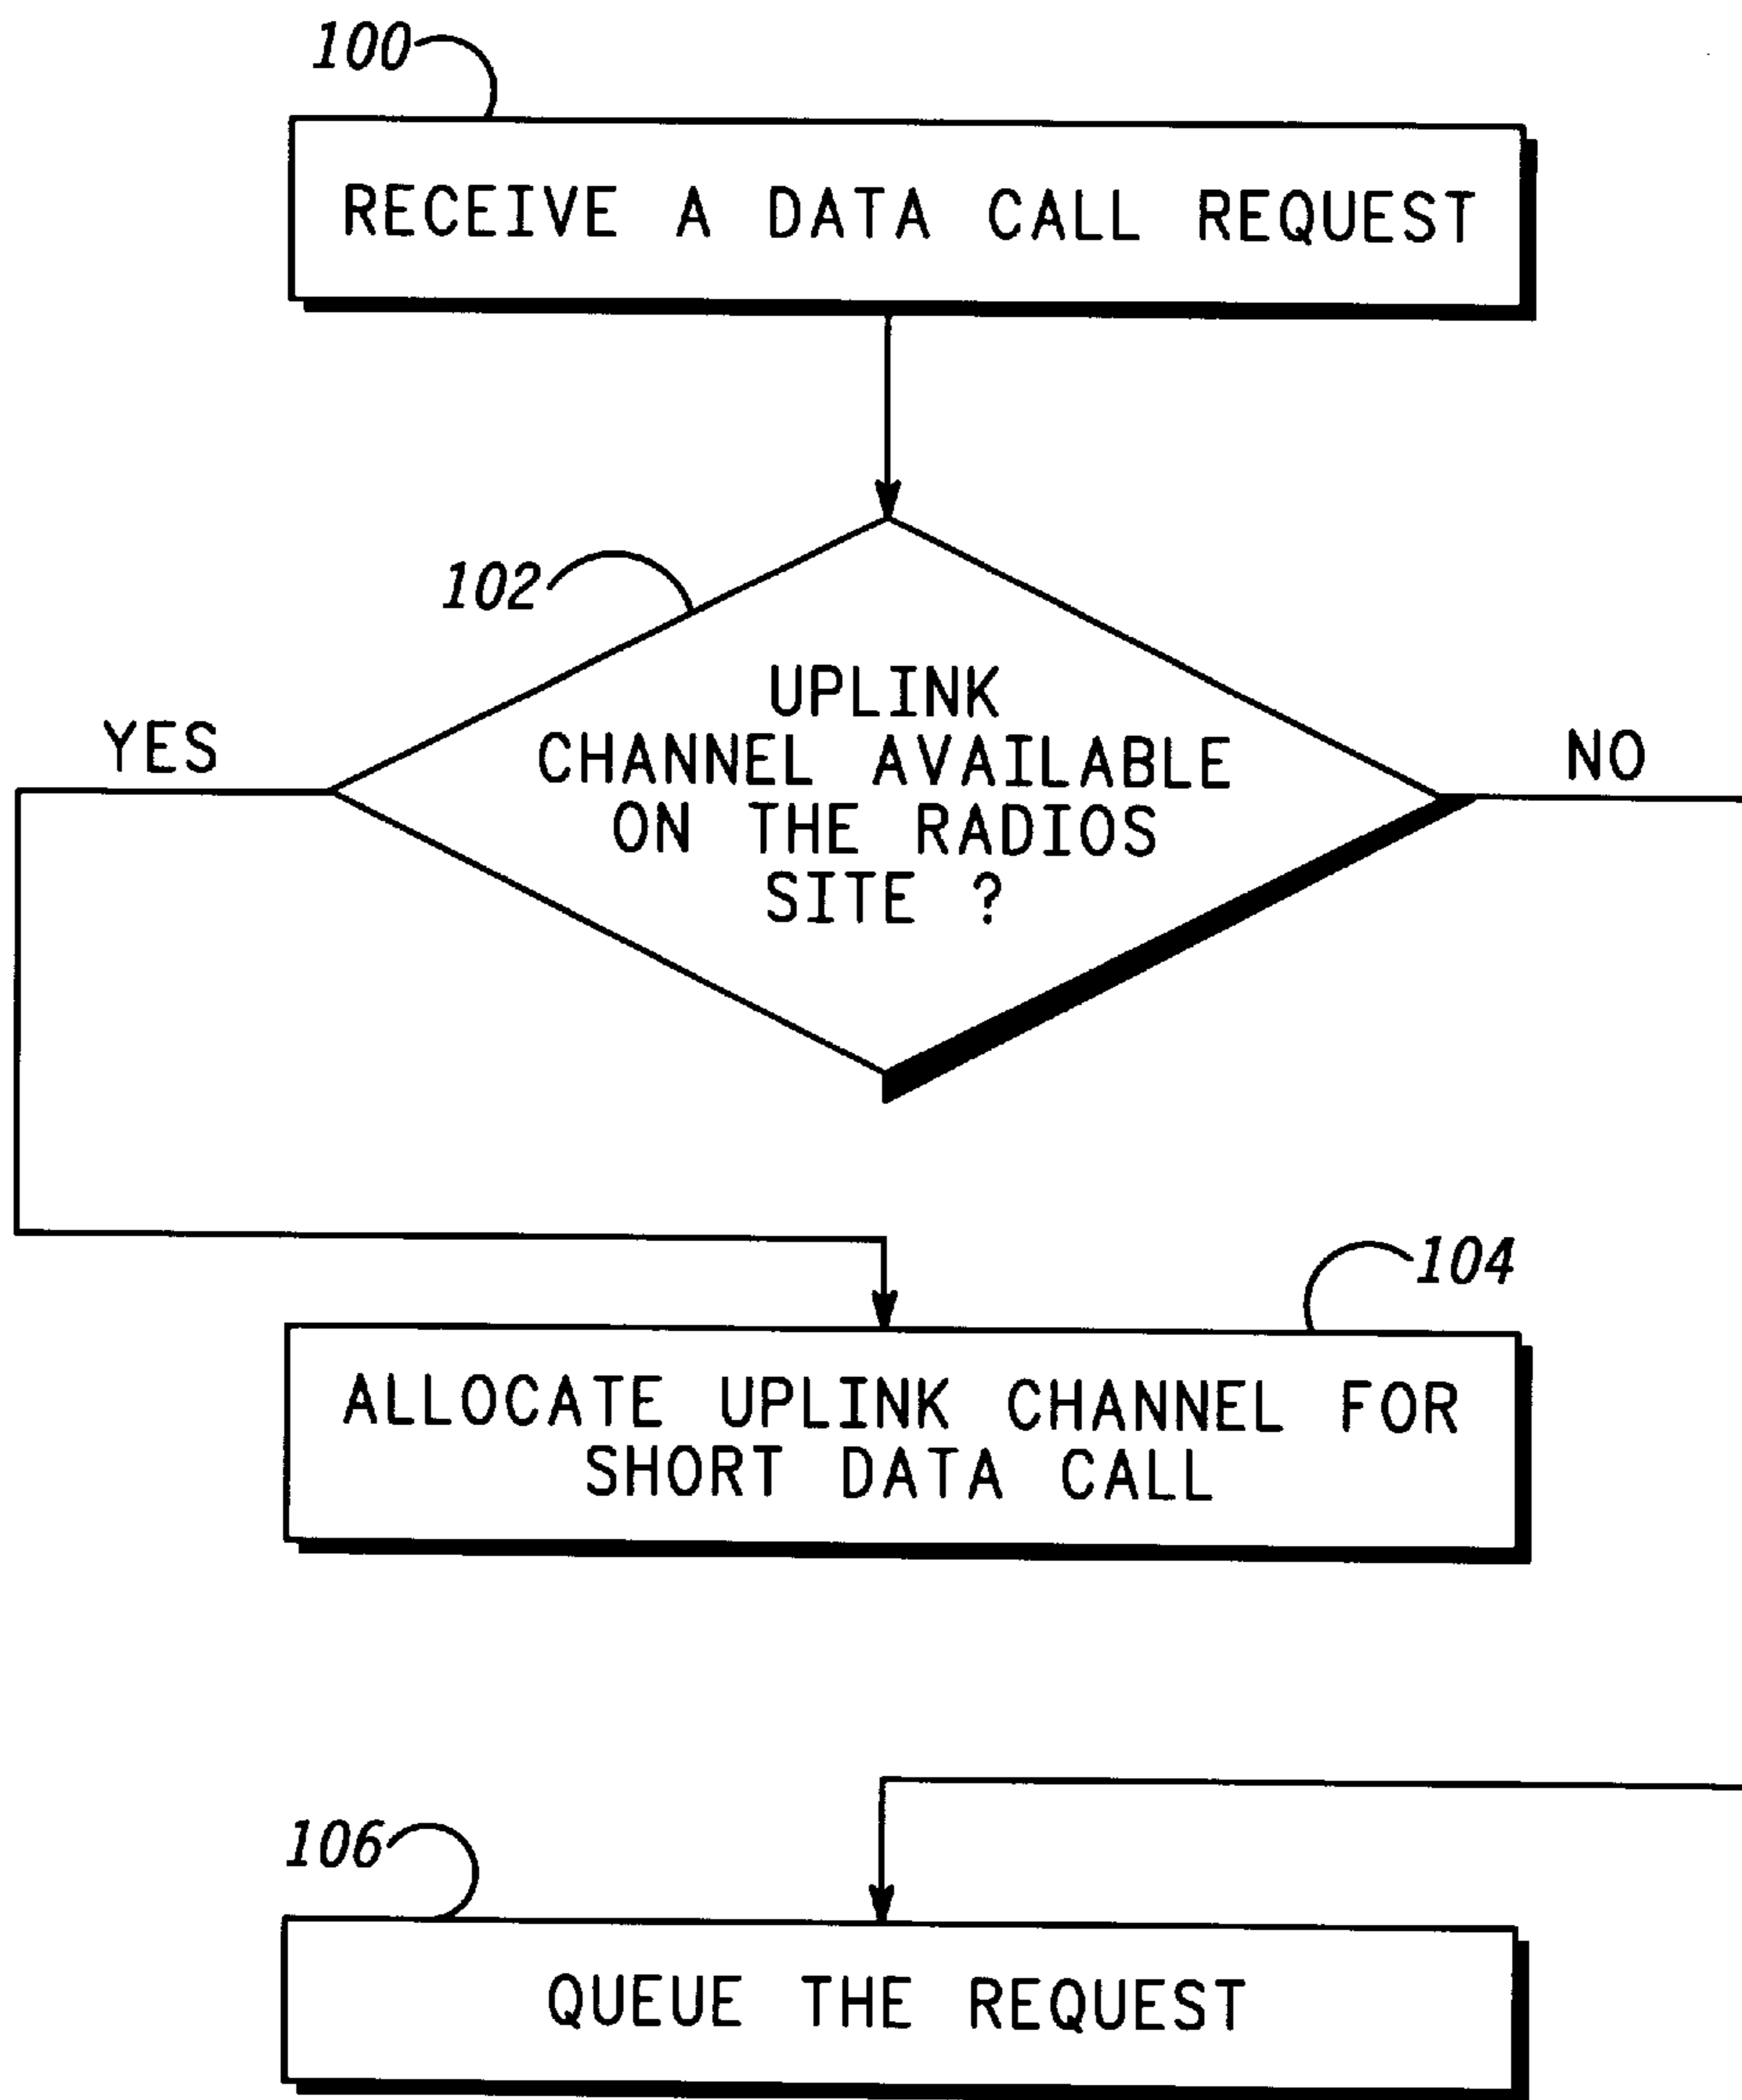 100
RECEIVE A DATA CALL REQUEST
102
UPLINK
CHANNEL AVAILABLE
ON THE RADIOS
SITE ?
YES
NO
104
ALLOCATE UPLINK CHANNEL FOR
SHORT DATA CALL
106
QUEUE THE REQUEST